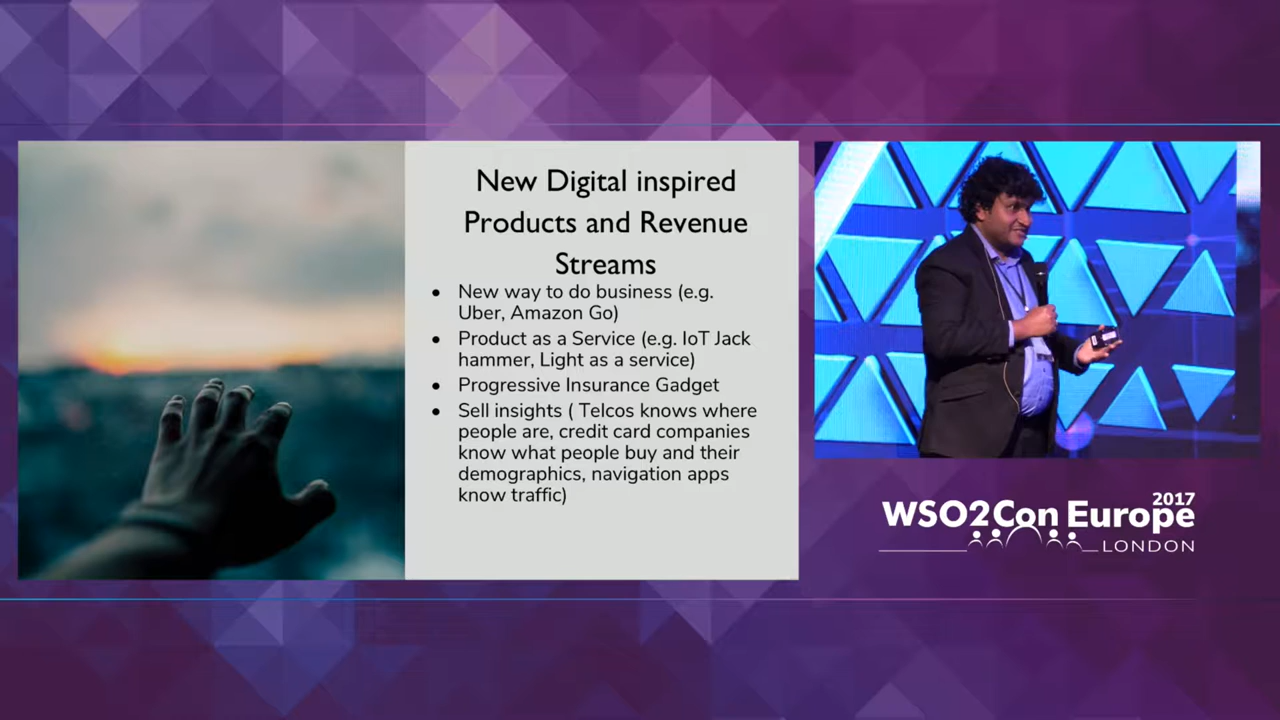 New Digital inspired
Products and Revenue
Streams
● New way to do business (e.g.
Uber, Amazon Go)
● Product as a Service (e.g. IoT Jack
hammer, Light as a service)
● Progressive Insurance Gadget
● Sell insights ( Telcos knows where
people are, credit card companies
know what people buy and their
demographics, navigation apps
know traffic)
2017
WSO2Con Europe
LONDON